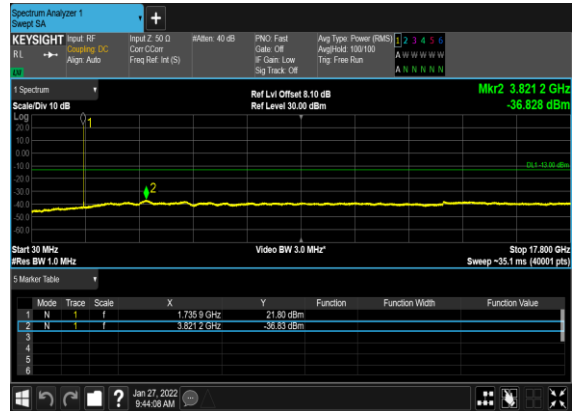 Spectrum Analyzer 1
Swept SA
KEYSIGHT Input: RF Input Z: 50 Ω #Atten: 40 dB PNO: Fast Avg Type: Power (RMS) 1 2 3 4 5 6
RL Coupling: DC Corr CCorr Gate: Off Avg|Hold: 100/100 A W W W W W
Align: Auto Freq Ref: Int (S) IF Gain: Low Trig: Free Run A N N N N N
Sig Track: Off
1 Spectrum Ref Lvl Offset 8.10 dB Mkr2 3.821 2 GHz
Scale/Div 10 dB Ref Level 30.00 dBm -36.828 dBm
Log
20.0 1
10.0
0.00
-10.0 DL1 -13.00 dBm
-20.0
-30.0 2
-40.0
-50.0
-60.0
Start 30 MHz Video BW 3.0 MHz* Stop 17.800 GHz
#Res BW 1.0 MHz Sweep ~35.1 ms (40001 pts)
5 Marker Table
Mode Trace Scale X Y Function Function Width Function Value
1 N 1 f 1.735 9 GHz 21.80 dBm
2 N 1 f 3.821 2 GHz -36.83 dBm
3
4
5
6
? Jan 27, 2022
9:44:08 AM